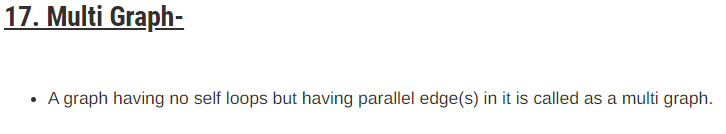 17. Multi Graph-
• A graph having no self loops but having parallel edge(s) in it is called as a multi graph.